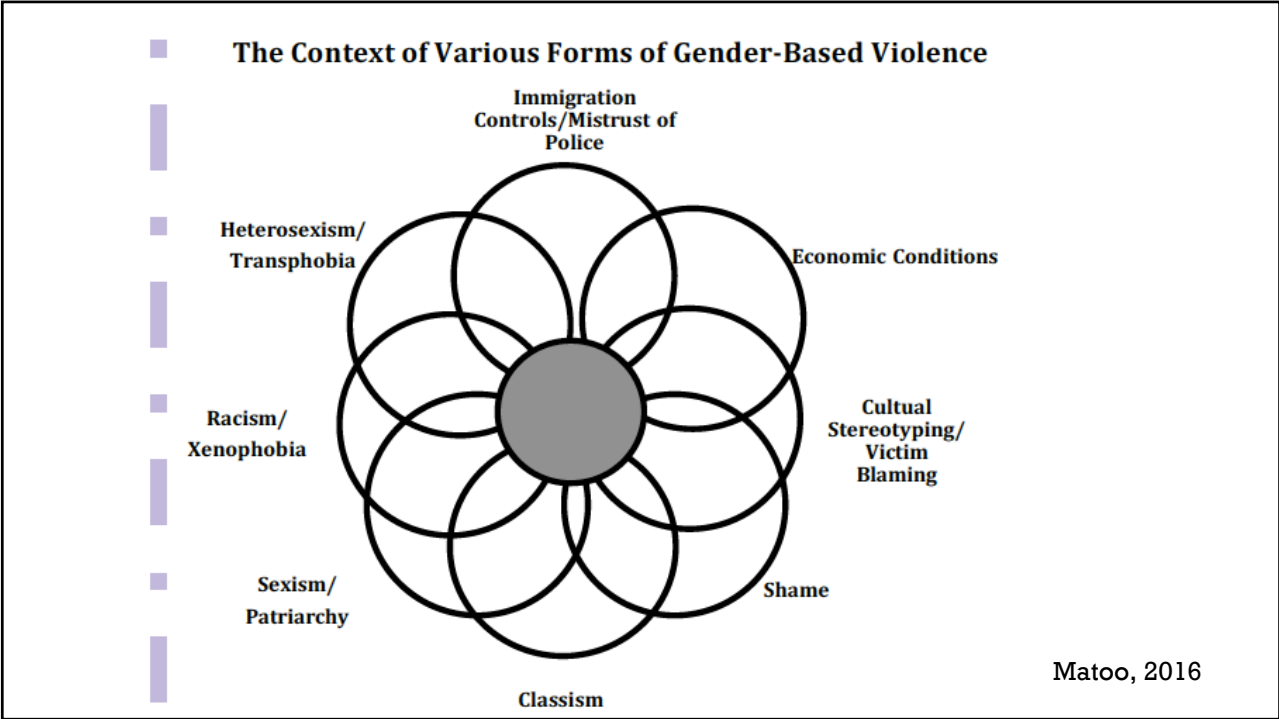 The Context of Various Forms of Gender-Based Violence
Immigration
Controls/Mistrust of
Police
Heterosexism/
Transphobia
Economic Conditions
Racism/
Xenophobia
Cultual
Stereotyping/
Victim
Blaming
Sexism/
Patriarchy
Shame
Classism
Matoo, 2016